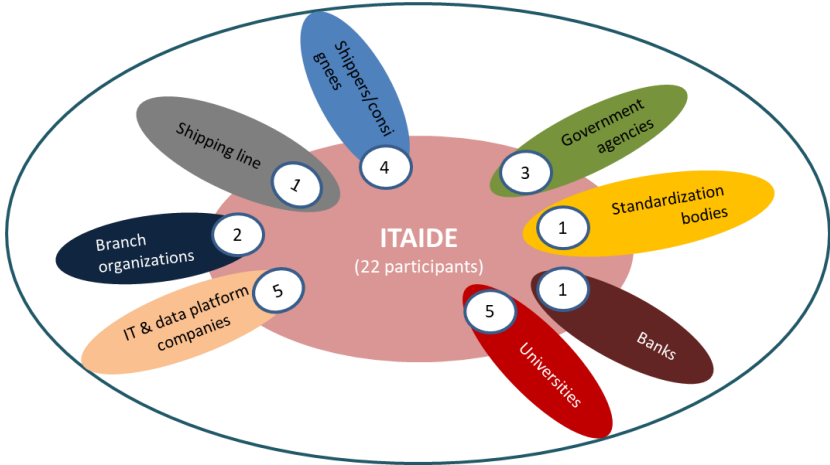 Shippers/consi
gnees
4
Government
agencies
3
Shipping line
1
Standardization
bodies
1
Branch
organizations
2
ITAIDE
(22 participants)
IT & data platform
companies
5
Banks
1
Universities
5